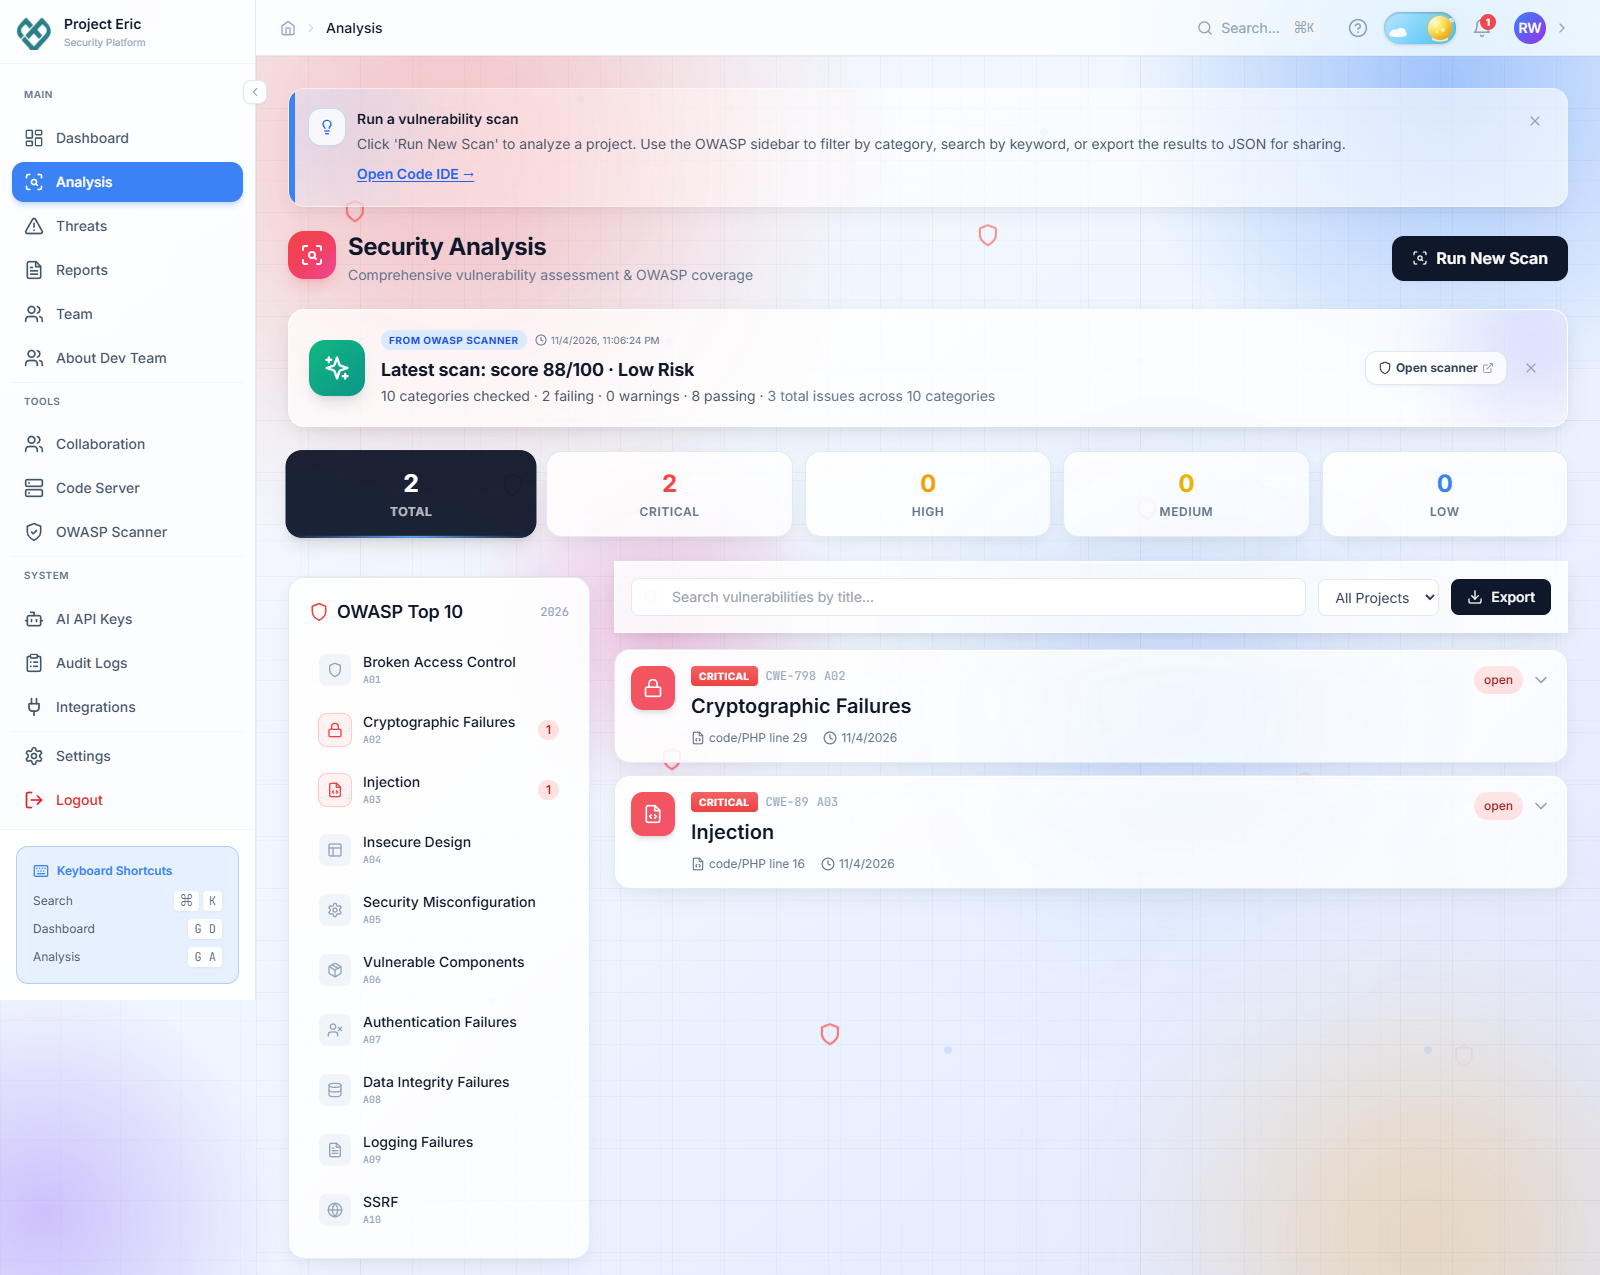 Project Eric
Security Platform
MAIN
Dashboard
Analysis
Threats
Reports
Team
About Dev Team
TOOLS
Collaboration
Code Server
OWASP Scanner
SYSTEM
AI API Keys
Audit Logs
Integrations
Settings
Logout
Keyboard Shortcuts
Search ⌘ K
Dashboard G D
Analysis G A
Analysis
Search... ⌘K
1
RW
Run a vulnerability scan
Click 'Run New Scan' to analyze a project. Use the OWASP sidebar to filter by category, search by keyword, or export the results to JSON for sharing.
Open Code IDE →
Security Analysis
Comprehensive vulnerability assessment & OWASP coverage
Run New Scan
FROM OWASP SCANNER 11/4/2026, 11:06:24 PM
Latest scan: score 88/100 · Low Risk
10 categories checked · 2 failing · 0 warnings · 8 passing · 3 total issues across 10 categories
Open scanner
2
TOTAL
2
CRITICAL
0
HIGH
0
MEDIUM
0
LOW
OWASP Top 10 2026
Broken Access Control
A01
Cryptographic Failures
A02
1
Injection
A03
1
Insecure Design
A04
Security Misconfiguration
A05
Vulnerable Components
A06
Authentication Failures
A07
Data Integrity Failures
A08
Logging Failures
A09
SSRF
A10
Search vulnerabilities by title...
All Projects
Export
CRITICAL CWE-798 A02
Cryptographic Failures
code/PHP line 29 11/4/2026
open
CRITICAL CWE-89 A03
Injection
code/PHP line 16 11/4/2026
open